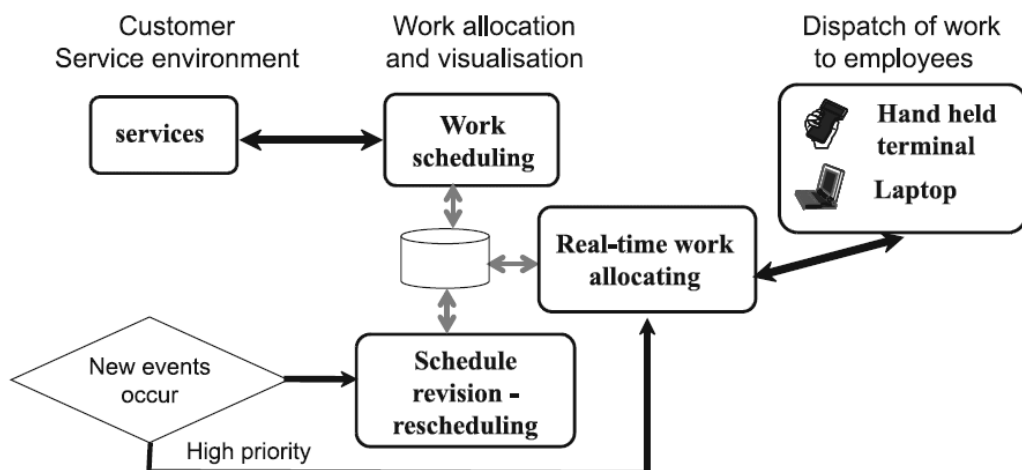 Customer
Service environment
Work allocation
and visualisation
Dispatch of work
to employees
services
Work
scheduling
Hand held
terminal
Laptop
Real-time work
allocating
New events
occur
Schedule
revision -
rescheduling
High priority